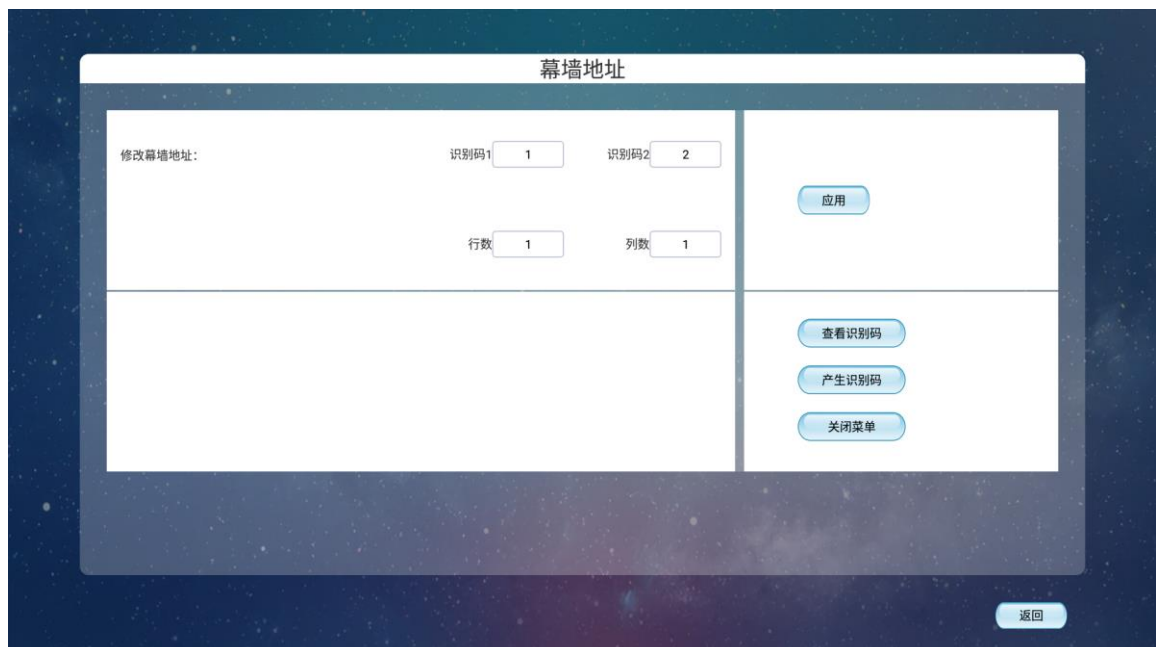 幕墙地址
修改幕墙地址：
识别码1 1 识别码2 2
应用
行数 1 列数 1
查看识别码
产生识别码
关闭菜单
返回